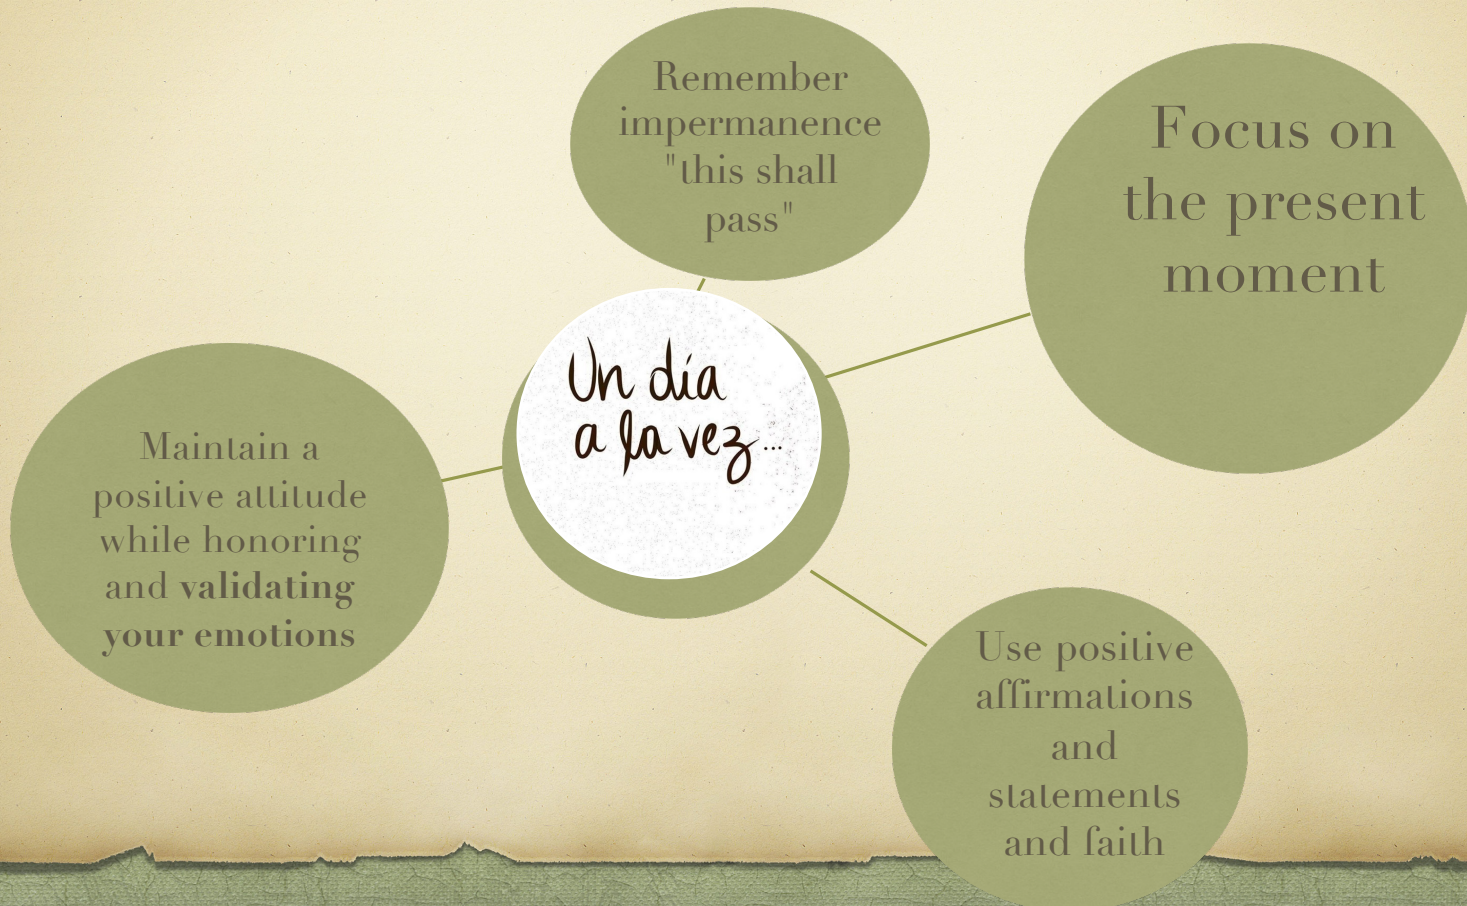 Remember
impermanence
"this shall
pass"
Focus on
the present
moment
Un día
a la vez...
Maintain a
positive attitude
while honoring
and validating
your emotions
Use positive
affirmations
and
statements
and faith